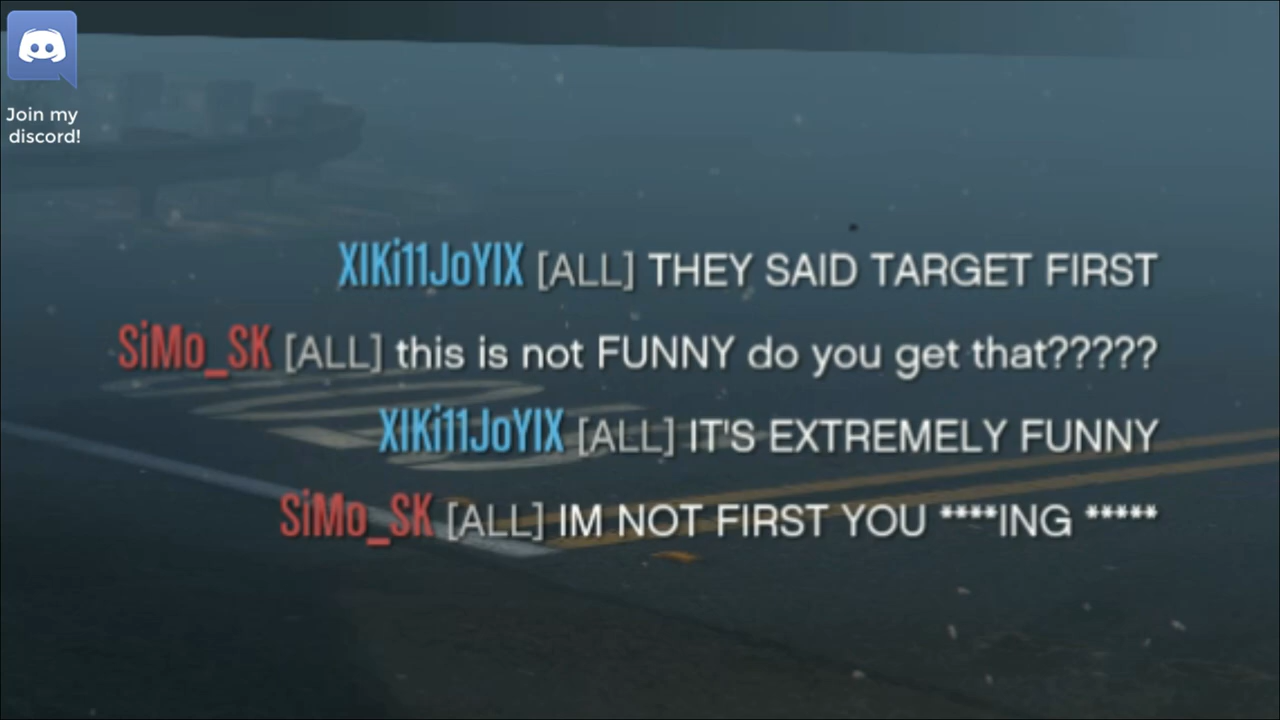 Join my
discord!
XIKi11JoYIX [ALL] THEY SAID TARGET FIRST
SiMo_SK [ALL] this is not FUNNY do you get that?????
XIKi11JoYIX [ALL] IT'S EXTREMELY FUNNY
SiMo_SK [ALL] IM NOT FIRST YOU ****ING *****